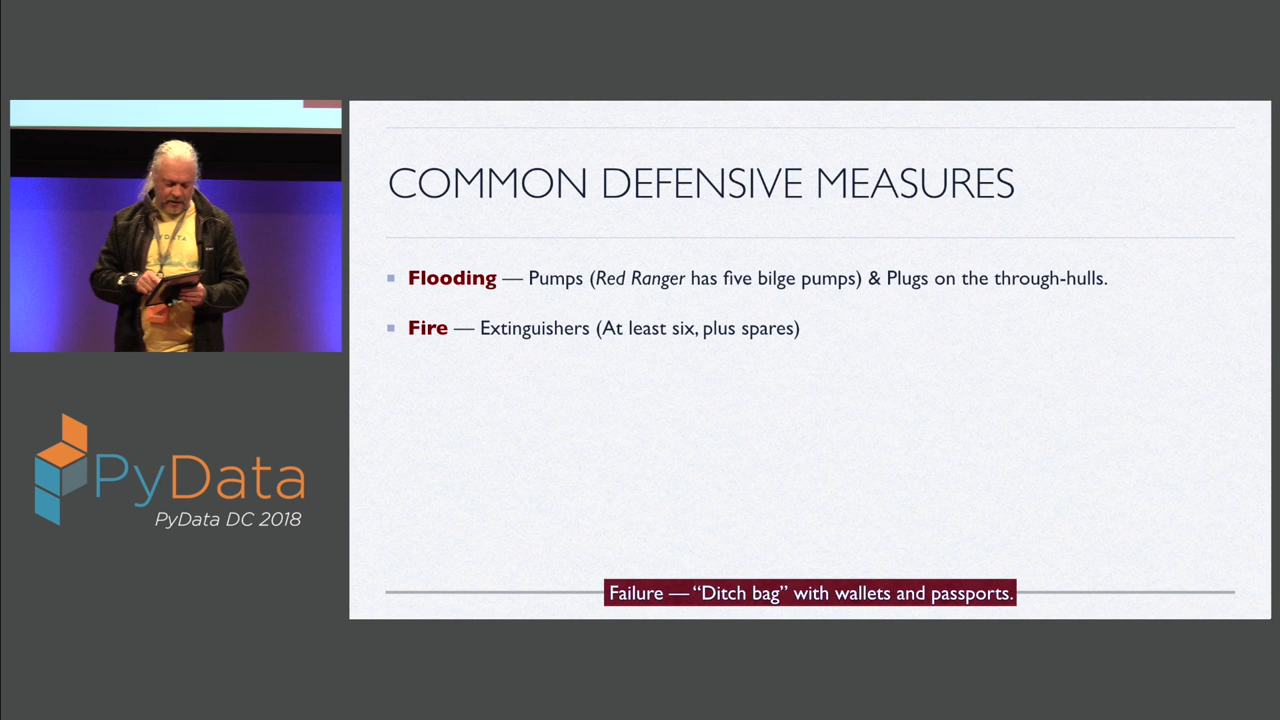 COMMON DEFENSIVE MEASURES
Flooding — Pumps (Red Ranger has five bilge pumps) & Plugs on the through-hulls.
Fire — Extinguishers (At least six, plus spares)
Failure — “Ditch bag” with wallets and passports.
PYDATA
PyData
PyData DC 2018